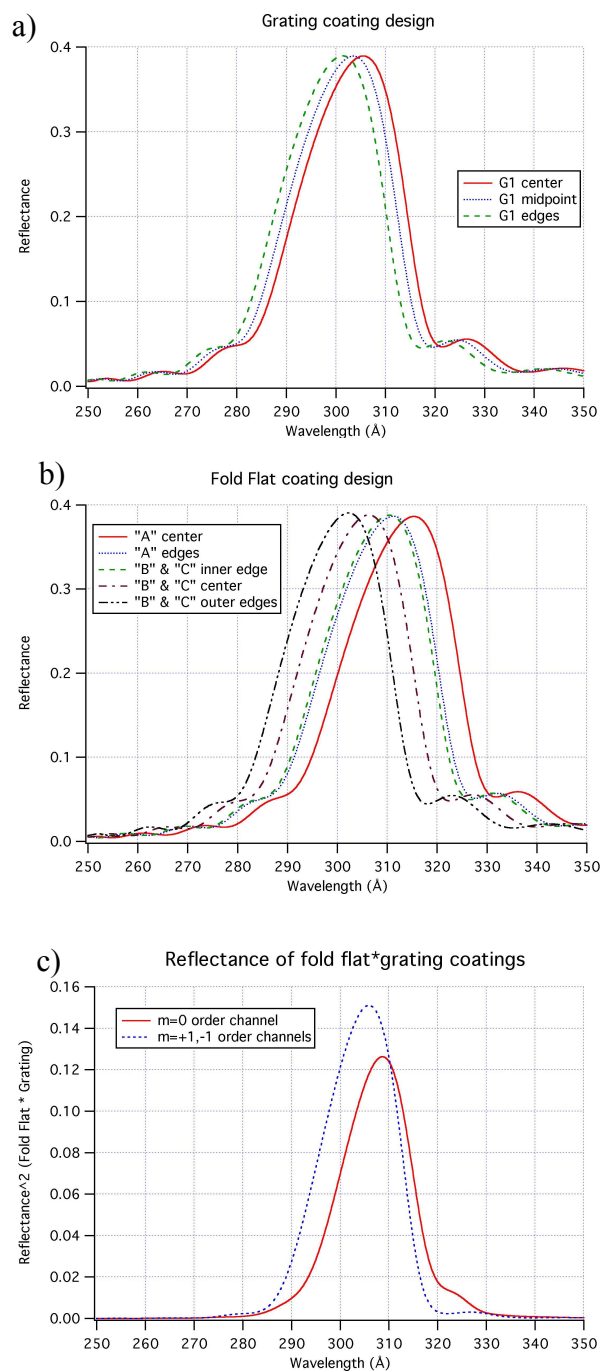 a)
Grating coating design
0.4
0.3
0.2
0.1
0.0
Reflectance
G1 center
G1 midpoint
G1 edges
250 260 270 280 290 300 310 320 330 340 350
Wavelength (Å)
b)
Fold Flat coating design
0.4
0.3
0.2
0.1
0.0
Reflectance
"A" center
"A" edges
"B" & "C" inner edge
"B" & "C" center
"B" & "C" outer edges
250 260 270 280 290 300 310 320 330 340 350
Wavelength (Å)
c)
Reflectance of fold flat*grating coatings
0.16
0.14
0.12
0.10
0.08
0.06
0.04
0.02
0.00
Reflectance^2 (Fold Flat * Grating)
m=0 order channel
m=+1,-1 order channels
250 260 270 280 290 300 310 320 330 340 350
Wavelength (Å)